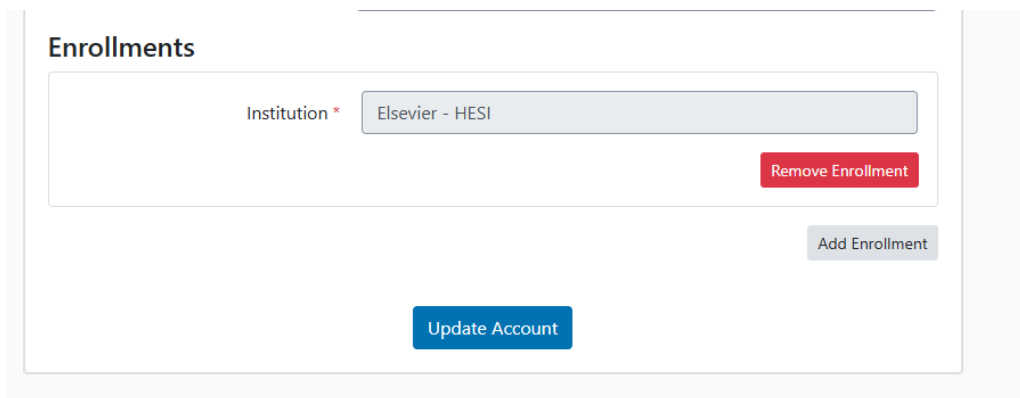 Enrollments
Institution * Elsevier - HESI
Remove Enrollment
Add Enrollment
Update Account